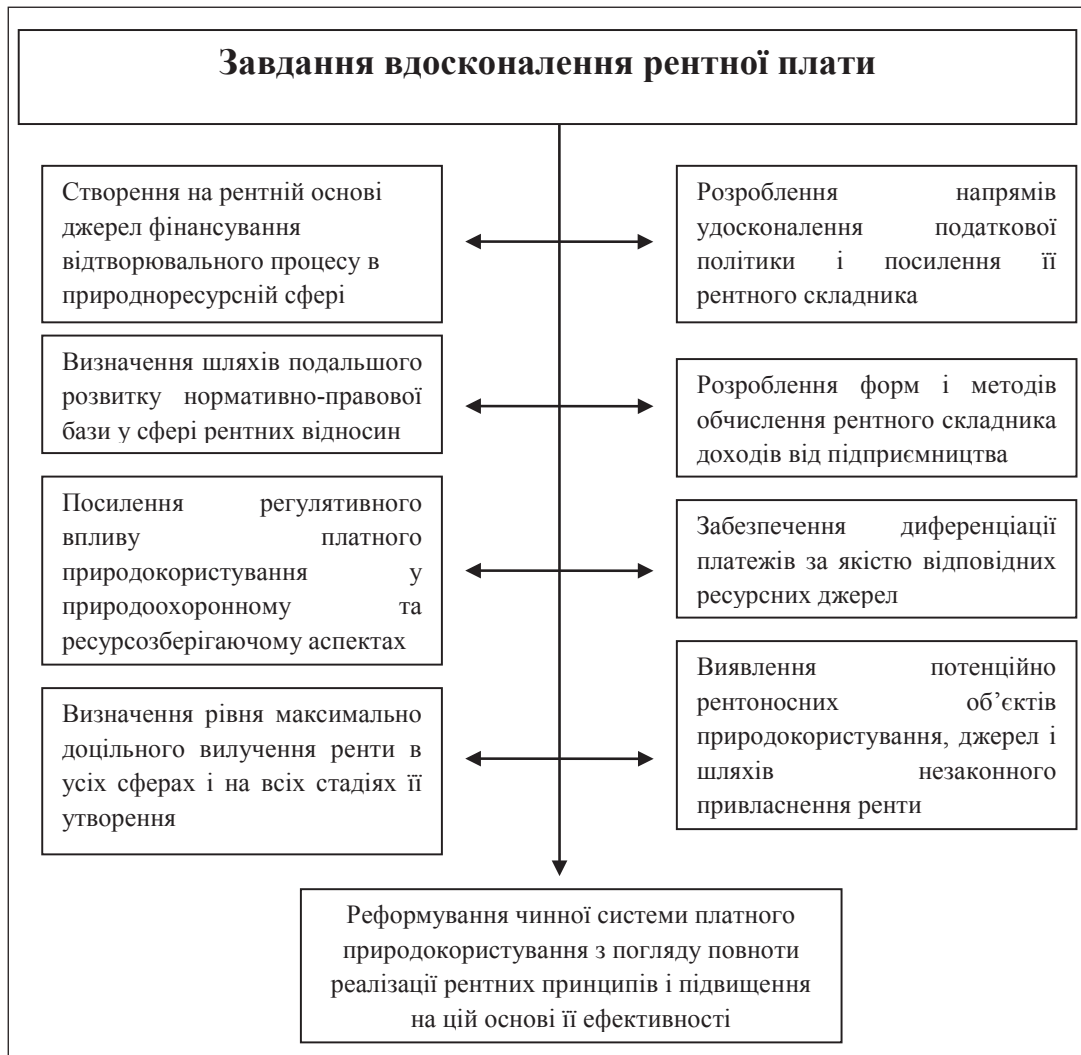 Завдання вдосконалення рентної плати
Створення на рентній основі
джерел фінансування
відтворювального процесу в
природноресурсній сфері
Розроблення напрямів
удосконалення податкової
політики і посилення її
рентного складника
Визначення шляхів подальшого
розвитку нормативно-правової
бази у сфері рентних відносин
Розроблення форм і методів
обчислення рентного складника
доходів від підприємництва
Посилення регулятивного
впливу платного
природокористування у
природоохоронному та
ресурсозберігаючому аспектах
Забезпечення диференціації
платежів за якістю відповідних
ресурсних джерел
Визначення рівня максимально
доцільного вилучення ренти в
усіх сферах і на всіх стадіях її
утворення
Виявлення потенційно
рентоносних об’єктів
природокористування, джерел і
шляхів незаконного
привласнення ренти
Реформування чинної системи платного
природокористування з погляду повноти
реалізації рентних принципів і підвищення
на цій основі її ефективності